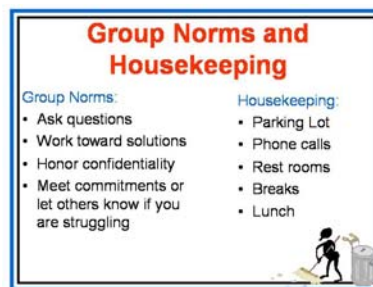 Group Norms and
Housekeeping
Group Norms:
• Ask questions
• Work toward solutions
• Honor confidentiality
• Meet commitments or
let others know if you
are struggling
Housekeeping:
• Parking Lot
• Phone calls
• Rest rooms
• Breaks
• Lunch